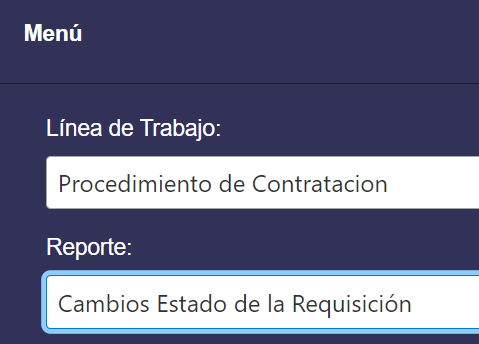 Menú
Línea de Trabajo:
Procedimiento de Contratacion
Reporte:
Cambios Estado de la Requisición